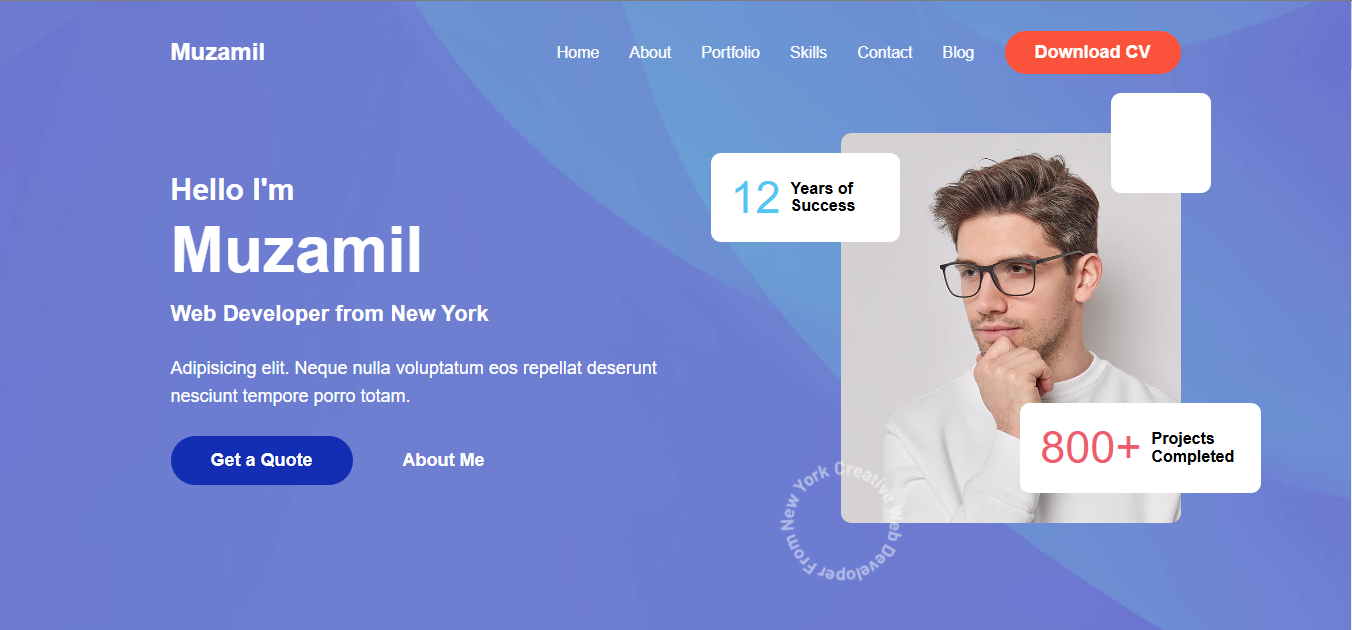 Muzamil
Home About Portfolio Skills Contact Blog Download CV
Hello I'm
Muzamil
Web Developer from New York
Adipisicing elit. Neque nulla voluptatum eos repellat deserunt
nesciunt tempore porro totam.
Get a Quote About Me
12 Years of
Success
800+ Projects
Completed
Creative Web Developer From New York